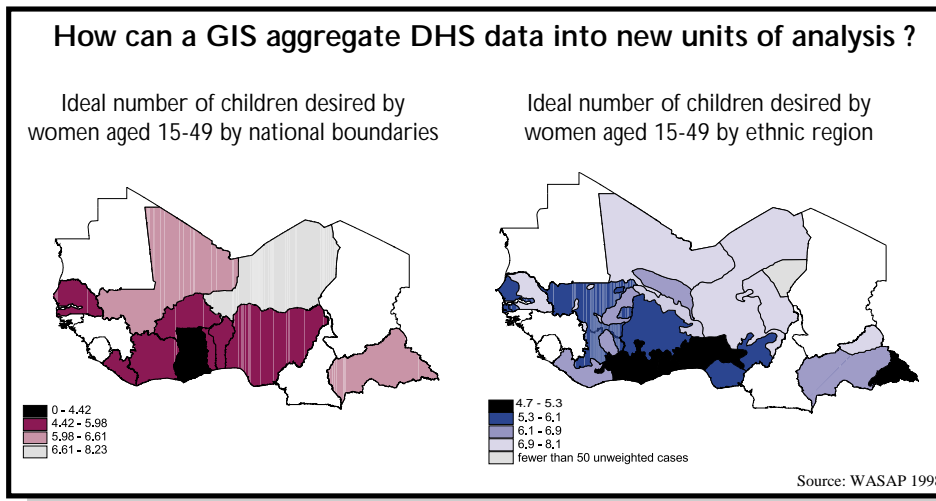 How can a GIS aggregate DHS data into new units of analysis ?
Ideal number of children desired by
women aged 15-49 by national boundaries
0 - 4.42
4.42 - 5.98
5.98 - 6.61
6.61 - 8.23
Ideal number of children desired by
women aged 15-49 by ethnic region
4.7 - 5.3
5.3 - 6.1
6.1 - 6.9
6.9 - 8.1
fewer than 50 unweighted cases
Source: WASAP 1998